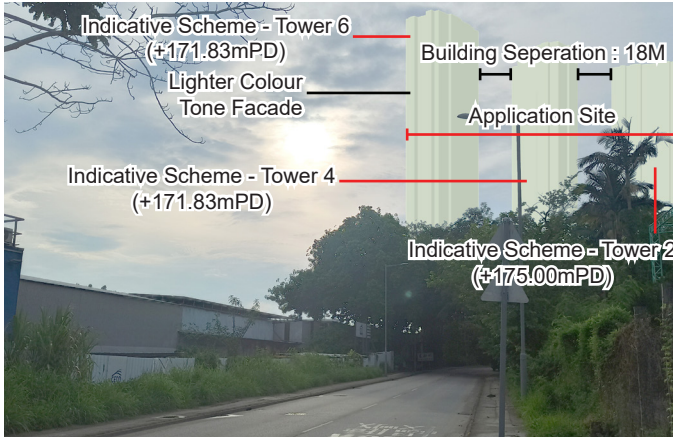 Indicative Scheme - Tower 6
(+171.83mPD)
Building Seperation : 18M
Lighter Colour
Tone Facade
Application Site
Indicative Scheme - Tower 4
(+171.83mPD)
Indicative Scheme - Tower 2
(+175.00mPD)